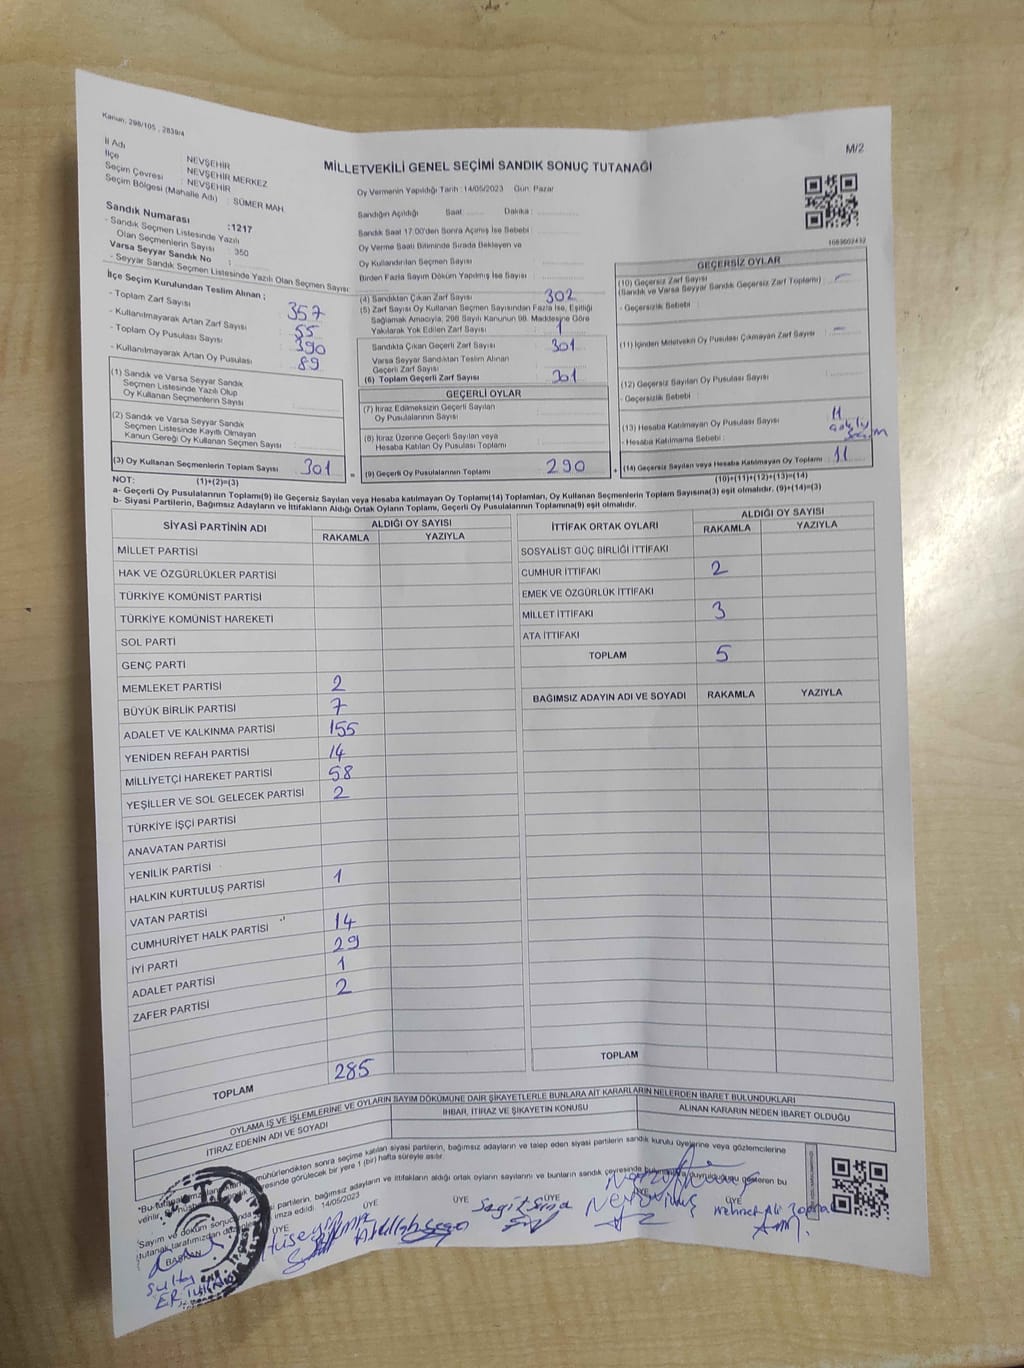 Kanun, 298/105 , 2839/4
M/2
MİLLETVEKİLİ GENEL SEÇİMİ SANDIK SONUÇ TUTANAĞI
İl Adı NEVŞEHİR
İlçe NEVŞEHİR MERKEZ
Seçim Çevresi : NEVŞEHİR
Seçim Bölgesi (Mahalle Adı) : SÜMER MAH.
Sandık Numarası :1217
- Sandık Seçmen Listesinde Yazılı
Olan Seçmenlerin Sayısı : 350
Varsa Seyyar Sandık No :
- Seyyar Sandık Seçmen Listesinde Yazılı Olan Seçmen Sayısı:
İlçe Seçim Kurulundan Teslim Alınan ;
- Toplam Zarf Sayısı 357
- Kullanılmayarak Artan Zarf Sayısı 55
- Toplam Oy Pusulası Sayısı 390
- Kullanılmayarak Artan Oy Pusulası 89
(1) Sandık ve Varsa Seyyar Sandık
Seçmen Listesinde Yazılı Olup
Oy Kullanan Seçmenlerin Sayısı
(2) Sandık ve Varsa Seyyar Sandık
Seçmen Listesinde Kayıtlı Olmayan
Kanun Gereği Oy Kullanan Seçmen Sayısı :
(3) Oy Kullanan Seçmenlerin Toplam Sayısı 301
(1)+(2)=(3)
Oy Vermenin Yapıldığı Tarih : 14/05/2023 Gün: Pazar
Sandığın Açıldığı Saat ...... Dakika : ............
Sandık Saat 17:00'den Sonra Açılmış İse Sebebi :
Oy Verme Saati Bitiminde Sırada Bekleyen ve
Oy Kullandırılan Seçmen Sayısı
Birden Fazla Sayım Döküm Yapılmış İse Sayısı :
(4) Sandıktan Çıkan Zarf Sayısı 302
(5) Zarf Sayısı Oy Kullanan Seçmen Sayısından Fazla İse, Eşitliği
Sağlamak Amacıyla, 298 Sayılı Kanunun 98. Maddesine Göre
Yakılarak Yok Edilen Zarf Sayısı 1
Sandıkta Çıkan Geçerli Zarf Sayısı 301
Varsa Seyyar Sandıktan Teslim Alınan
Geçerli Zarf Sayısı
(6) Toplam Geçerli Zarf Sayısı 301
GEÇERLİ OYLAR
(7) İtiraz Edilmeksizin Geçerli Sayılan
Oy Pusulalarının Sayısı :
(8) İtiraz Üzerine Geçerli Sayılan veya
Hesaba Katılan Oy Pusulası Toplamı
= (9) Geçerli Oy Pusulalarının Toplamı 290
1083602432
GEÇERSİZ OYLAR
(10) Geçersiz Zarf Sayısı
(Sandık ve Varsa Seyyar Sandık Geçersiz Zarf Toplamı) : –
- Geçersizlik Sebebi :
(11) İçinden Milletvekili Oy Pusulası Çıkmayan Zarf Sayısı –
(12) Geçersiz Sayılan Oy Pusulası Sayısı
- Geçersizlik Sebebi :
(13) Hesaba Katılmayan Oy Pusulası Sayısı 11
- Hesaba Katılmama Sebebi :
+ (14) Geçersiz Sayılan veya Hesaba Katılmayan Oy Toplamı : 11
(10)+(11)+(12)+(13)=(14)
NOT:
a- Geçerli Oy Pusulasının Toplamı(9) ile Geçersiz Sayılan veya Hesaba katılmayan Oy Toplamı(14) Toplamları, Oy Kullanan Seçmenlerin Toplam Sayısına(3) eşit olmalıdır. (9)+(14)=(3)
b- Siyasi Partilerin, Bağımsız Adayların ve İttifakların Aldığı Ortak Oyların Toplamı, Geçerli Oy Pusulalarının Toplamına(9) eşit olmalıdır.
SİYASİ PARTİNİN ADI ALDIĞI OY SAYISI
RAKAMLA YAZIYLA
MİLLET PARTİSİ
HAK VE ÖZGÜRLÜKLER PARTİSİ
TÜRKİYE KOMÜNİST PARTİSİ
TÜRKİYE KOMÜNİST HAREKETİ
SOL PARTİ
GENÇ PARTİ
MEMLEKET PARTİSİ 2
BÜYÜK BİRLİK PARTİSİ 7
ADALET VE KALKINMA PARTİSİ 155
YENİDEN REFAH PARTİSİ 14
MİLLİYETÇİ HAREKET PARTİSİ 58
YEŞİLLER VE SOL GELECEK PARTİSİ 2
TÜRKİYE İŞÇİ PARTİSİ
ANAVATAN PARTİSİ
YENİLİK PARTİSİ
HALKIN KURTULUŞ PARTİSİ 1
VATAN PARTİSİ
CUMHURİYET HALK PARTİSİ 14
İYİ PARTİ 29
ADALET PARTİSİ 1
ZAFER PARTİSİ 2
TOPLAM 285
İTTİFAK ORTAK OYLARI ALDIĞI OY SAYISI
RAKAMLA YAZIYLA
SOSYALİST GÜÇ BİRLİĞİ İTTİFAKI
CUMHUR İTTİFAKI 2
EMEK VE ÖZGÜRLÜK İTTİFAKI
MİLLET İTTİFAKI 3
ATA İTTİFAKI
TOPLAM 5
BAĞIMSIZ ADAYIN ADI VE SOYADI RAKAMLA YAZIYLA
TOPLAM
OYLAMA İŞ VE İŞLEMLERİNE VE OYLARIN SAYIM DÖKÜMÜNE DAİR ŞİKAYETLERLE BUNLARA AİT KARARLARIN NELERDEN İBARET BULUNDUKLARI
İTİRAZ EDENİN ADI VE SOYADI İHBAR, İTİRAZ VE ŞİKAYETİN KONUSU ALINAN KARARIN NEDEN İBARET OLDUĞU
mühürlendikten sonra seçime katılan siyasi partilerin, bağımsız adayların ve talep eden siyasi partilerin sandık kurulu üyelerine veya gözlemcilerine
verilir, görülecek bir yere 1 (bir) hafta süreyle asılır.
Sayım ve döküm sonucunda partilerin, bağımsız adayların ve ittifakların aldığı ortak oyların sayılarını ve bunların sandık çevresinde
tutanak tarafımızdan imza edildi. 14/05/2023
BAŞKAN ÜYE ÜYE ÜYE ÜYE ÜYE